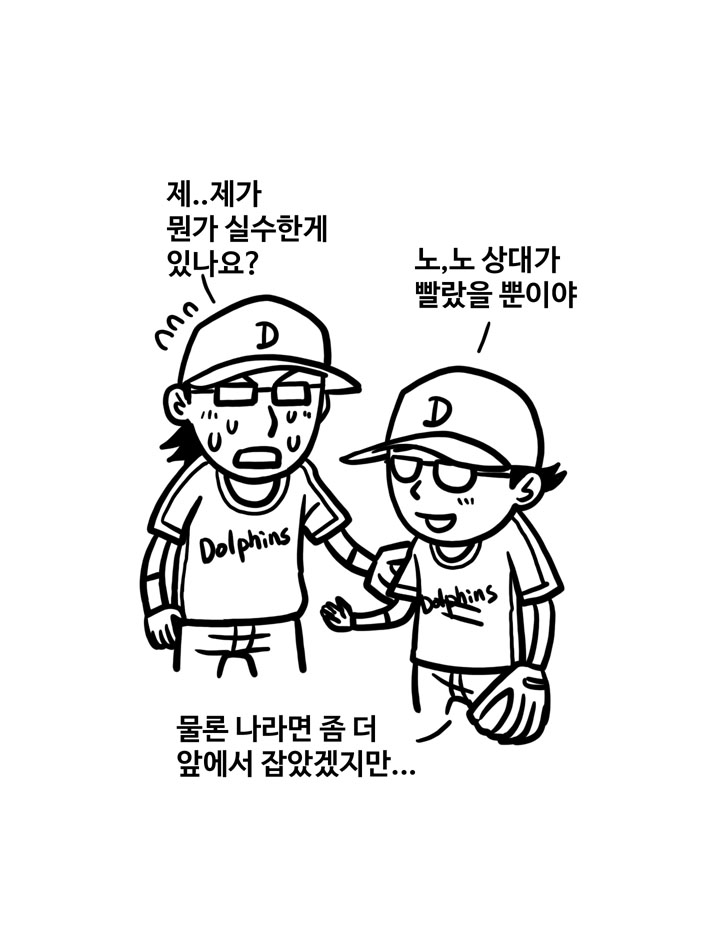 제..제가
뭔가 실수한게
있나요?
노,노 상대가
빨랐을 뿐이야
D
D
Dolphins
Dolphins
물론 나라면 좀 더
앞에서 잡았겠지만...